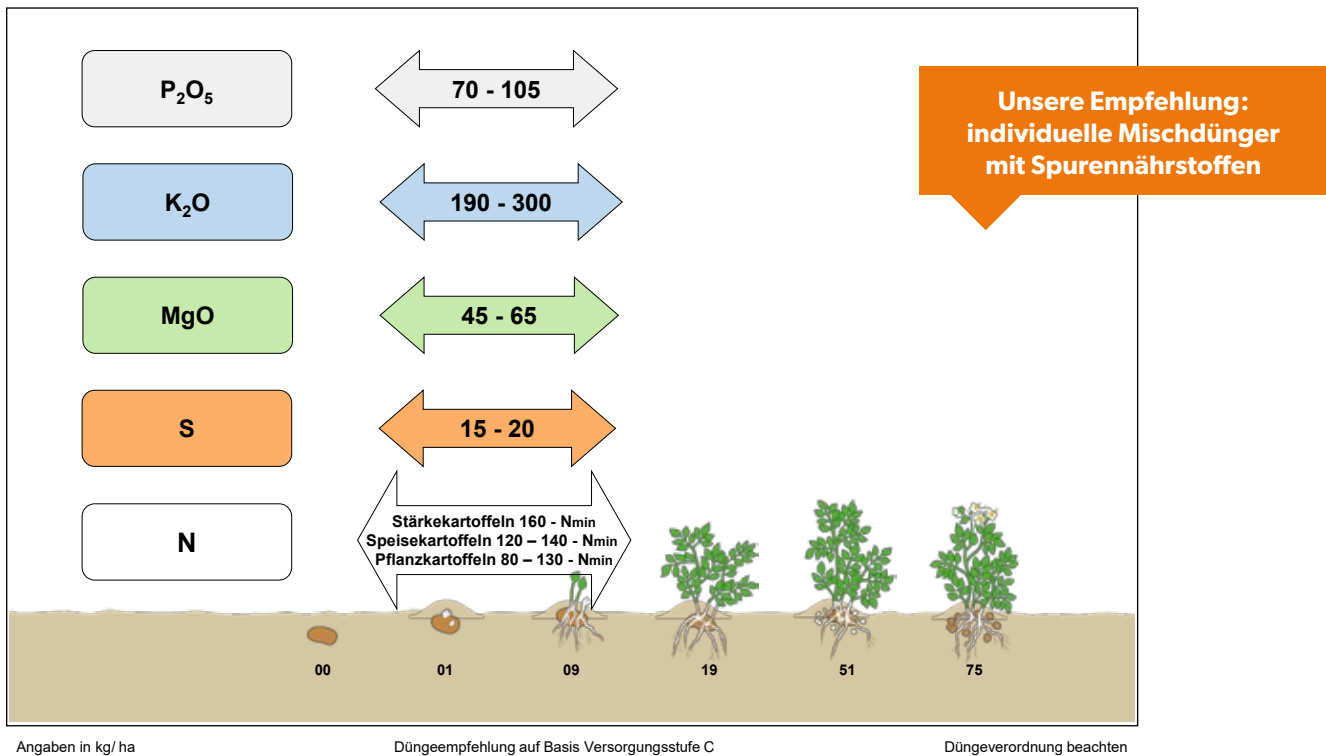 P₂O₅
70 - 105
Unsere Empfehlung:
individuelle Mischdünger
mit Spurennährstoffen
K₂O
190 - 300
MgO
45 - 65
S
15 - 20
N
Stärkekartoffeln 160 - Nmin
Speisekartoffeln 120 – 140 - Nmin
Pflanzkartoffeln 80 – 130 - Nmin
00 01 09 19 51 75
Angaben in kg/ ha Düngeempfehlung auf Basis Versorgungsstufe C Düngeverordnung beachten